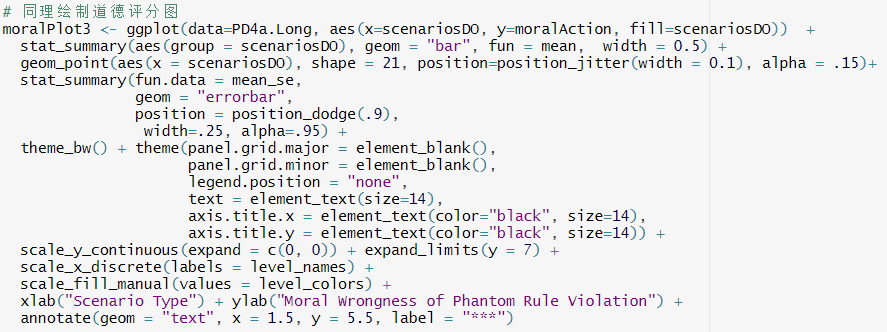 # 同理绘制道德评分图
moralPlot3 <- ggplot(data=PD4a.Long, aes(x=scenariosDO, y=moralAction, fill=scenariosDO))  +
  stat_summary(aes(group = scenariosDO), geom = "bar", fun = mean,  width = 0.5) +
  geom_point(aes(x = scenariosDO), shape = 21, position=position_jitter(width = 0.1), alpha = .15)+
  stat_summary(fun.data = mean_se,
               geom = "errorbar",
               position = position_dodge(.9),
                width=.25, alpha=.95) +
  theme_bw() + theme(panel.grid.major = element_blank(),
                     panel.grid.minor = element_blank(),
                     legend.position = "none",
                     text = element_text(size=14),
                     axis.title.x = element_text(color="black", size=14),
                     axis.title.y = element_text(color="black", size=14)) +
  scale_y_continuous(expand = c(0, 0)) + expand_limits(y = 7) +
  scale_x_discrete(labels = level_names) +
  scale_fill_manual(values = level_colors) +
  xlab("Scenario Type") + ylab("Moral Wrongness of Phantom Rule Violation") +
  annotate(geom = "text", x = 1.5, y = 5.5, label = "***")